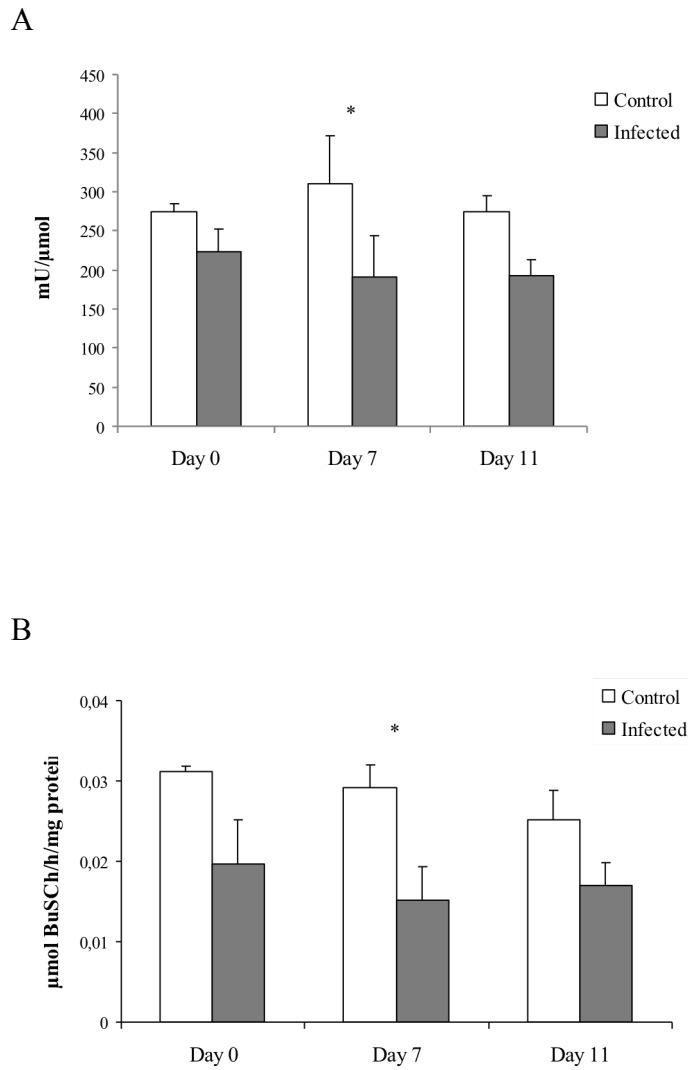 A
450
400
350
300
250
200
150
100
50
0
mU/μmol
*
Control
Infected
Day 0 Day 7 Day 11
B
0,04
0,03
0,02
0,01
0
μmol BuSCh/h/mg protein
*
Control
Infected
Day 0 Day 7 Day 11